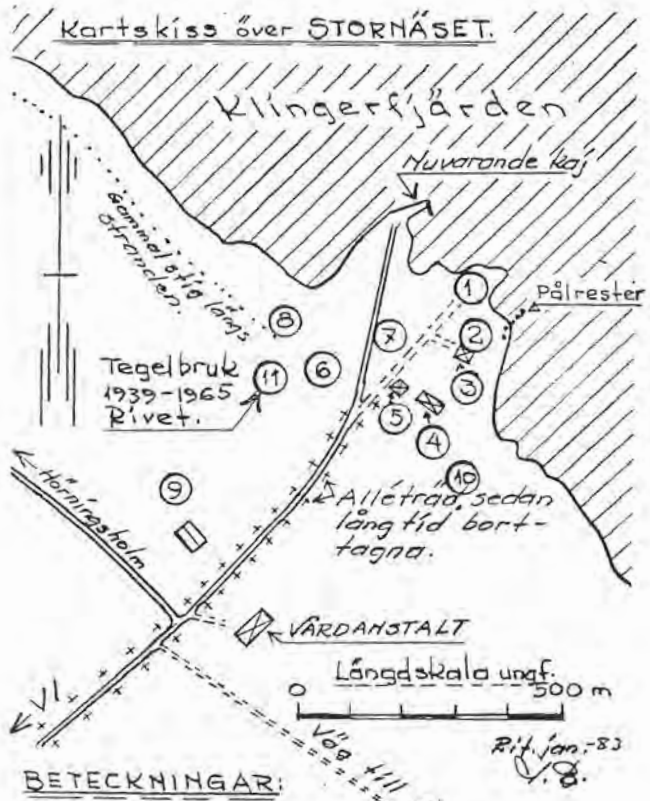 Kartskiss över STORNÄSET.
Klingerfjärden
Nuvarande Kaj
Gammal stig längs
stranden.
1
Pålrester
8
7
2
Tegelbruk
1939-1965
Rivet.
11
6
3
5
4
9
10
Alléträd sedan
lång tid bort-
tagna.
Hörningsholm
VÅRDANSTALT
Längdskala ungf.
0
500 m
Väg till
Rit. jan.-83
BETECKNINGAR: